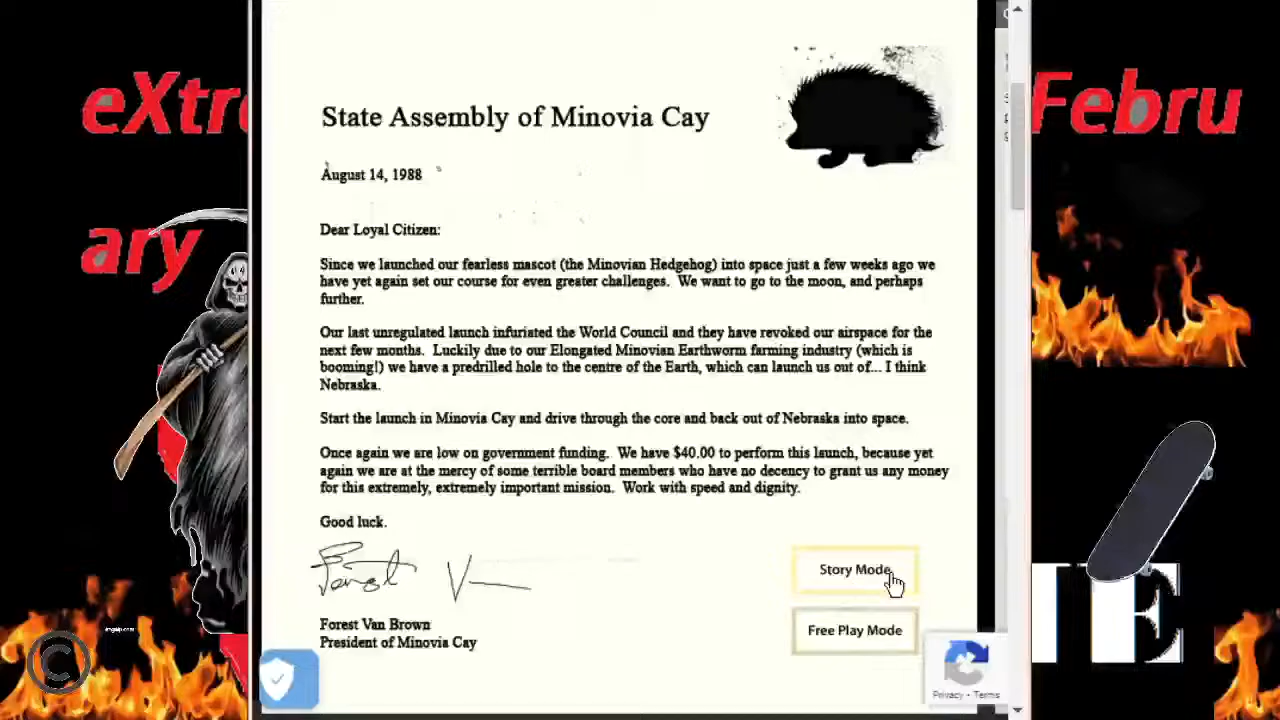 eXtre
Febru
ary
State Assembly of Minovia Cay
August 14, 1988
Dear Loyal Citizen:
Since we launched our fearless mascot (the Minovian Hedgehog) into space just a few weeks ago we
have yet again set our course for even greater challenges. We want to go to the moon, and perhaps
further.
Our last unregulated launch infuriated the World Council and they have revoked our airspace for the
next few months. Luckily due to our Elongated Minovian Earthworm farming industry (which is
booming!) we have a predrilled hole to the centre of the Earth, which can launch us out of... I think
Nebraska.
Start the launch in Minovia Cay and drive through the core and back out of Nebraska into space.
Once again we are low on government funding. We have $40.00 to perform this launch, because yet
again we are at the mercy of some terrible board members who have no decency to grant us any money
for this extremely, extremely important mission. Work with speed and dignity.
Good luck.
Forest Van Brown
President of Minovia Cay
Story Mode
Free Play Mode
Privacy - Terms
©
imgflip.com
E